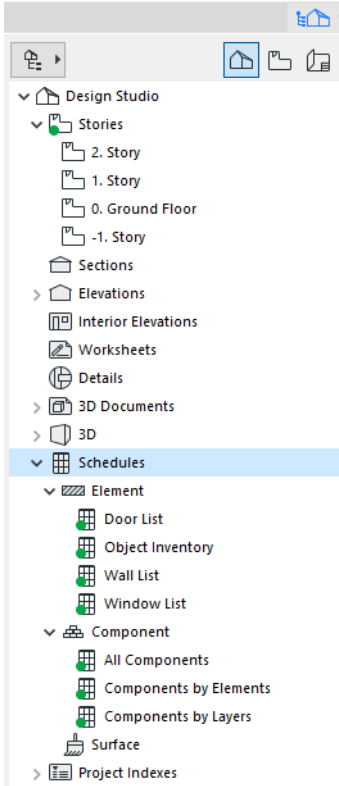 Design Studio
Stories
2. Story
1. Story
0. Ground Floor
-1. Story
Sections
Elevations
Interior Elevations
Worksheets
Details
3D Documents
3D
Schedules
Element
Door List
Object Inventory
Wall List
Window List
Component
All Components
Components by Elements
Components by Layers
Surface
Project Indexes